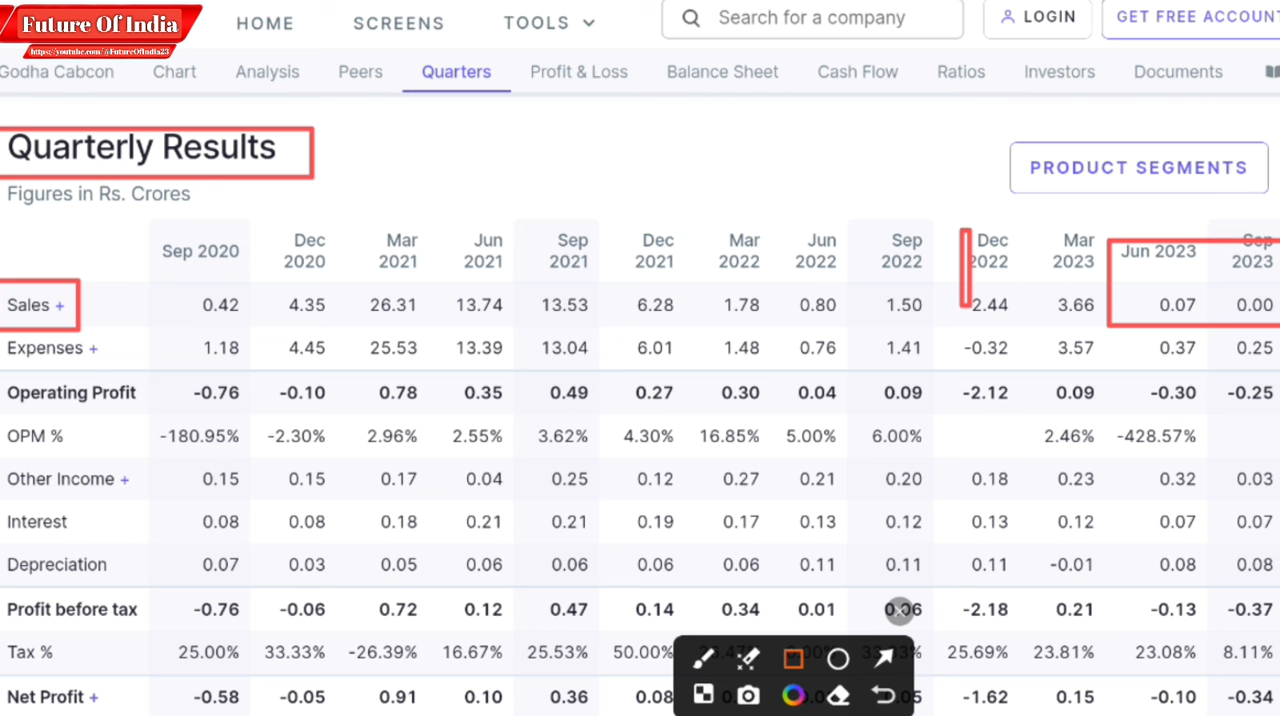 Future Of India
https://youtube.com/@FutureOfIndia23
HOME SCREENS TOOLS Search for a company LOGIN GET FREE ACCOUNT
Godha Cabcon Chart Analysis Peers Quarters Profit & Loss Balance Sheet Cash Flow Ratios Investors Documents
Quarterly Results
PRODUCT SEGMENTS
Figures in Rs. Crores
Sep 2020 Dec 2020 Mar 2021 Jun 2021 Sep 2021 Dec 2021 Mar 2022 Jun 2022 Sep 2022 Dec 2022 Mar 2023 Jun 2023 Sep 2023
Sales + 0.42 4.35 26.31 13.74 13.53 6.28 1.78 0.80 1.50 2.44 3.66 0.07 0.00
Expenses + 1.18 4.45 25.53 13.39 13.04 6.01 1.48 0.76 1.41 -0.32 3.57 0.37 0.25
Operating Profit -0.76 -0.10 0.78 0.35 0.49 0.27 0.30 0.04 0.09 -2.12 0.09 -0.30 -0.25
OPM % -180.95% -2.30% 2.96% 2.55% 3.62% 4.30% 16.85% 5.00% 6.00% 2.46% -428.57%
Other Income + 0.15 0.15 0.17 0.04 0.25 0.12 0.27 0.21 0.20 0.18 0.23 0.32 0.03
Interest 0.08 0.08 0.18 0.21 0.21 0.19 0.17 0.13 0.12 0.13 0.12 0.07 0.07
Depreciation 0.07 0.03 0.05 0.06 0.06 0.06 0.06 0.11 0.11 0.11 -0.01 0.08 0.08
Profit before tax -0.76 -0.06 0.72 0.12 0.47 0.14 0.34 0.01 0.06 -2.18 0.21 -0.13 -0.37
Tax % 25.00% 33.33% -26.39% 16.67% 25.53% 50.00% 25.69% 23.81% 23.08% 8.11%
Net Profit + -0.58 -0.05 0.91 0.10 0.36 0.08 -1.62 0.15 -0.10 -0.34